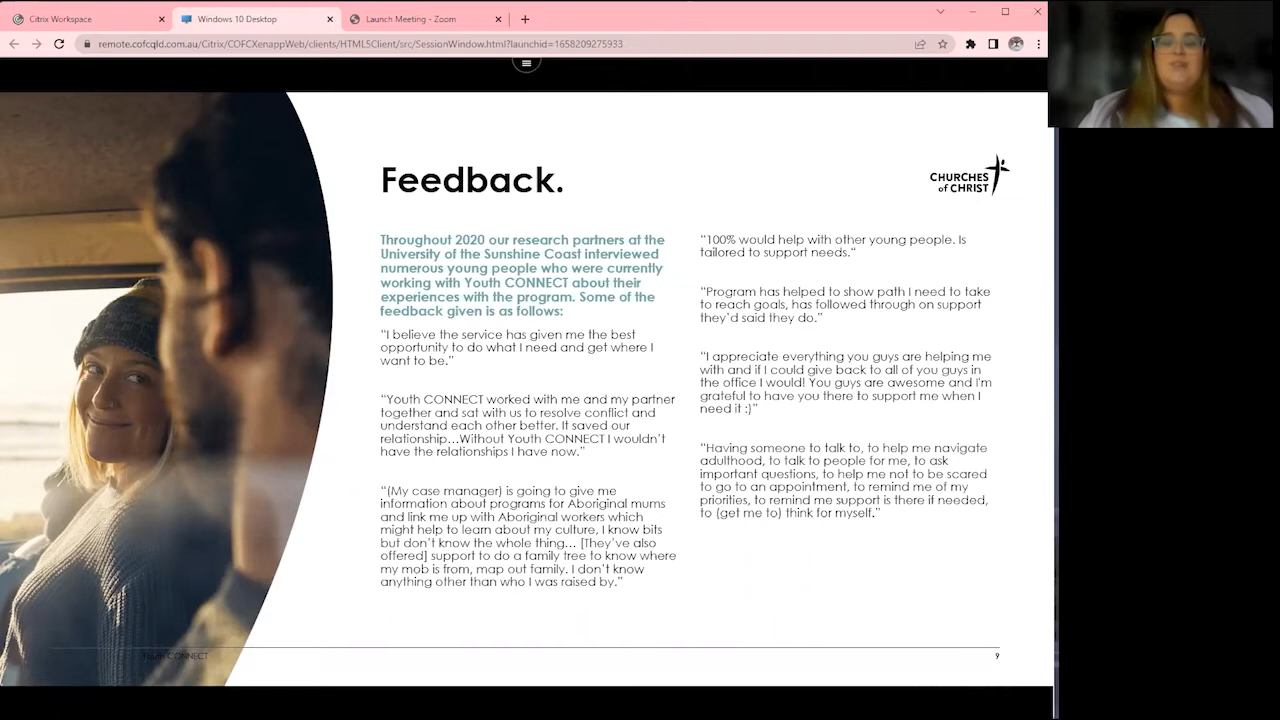 Citrix Workspace
Windows 10 Desktop
Launch Meeting - Zoom
remote.cofcqld.com.au/Citrix/COFCXenappWeb/clients/HTML5Client/src/SessionWindow.html?launchid=1658209275933
Feedback.
CHURCHES
of CHRIST
Throughout 2020 our research partners at the
University of the Sunshine Coast interviewed
numerous young people who were currently
working with Youth CONNECT about their
experiences with the program. Some of the
feedback given is as follows:
“I believe the service has given me the best
opportunity to do what I need and get where I
want to be.”
“Youth CONNECT worked with me and my partner
together and sat with us to resolve conflict and
understand each other better. It saved our
relationship…Without Youth CONNECT I wouldn’t
have the relationships I have now.”
“(My case manager) is going to give me
information about programs for Aboriginal mums
and link me up with Aboriginal workers which
might help to learn about my culture, I know bits
but don’t know the whole thing… [They’ve also
offered] support to do a family tree to know where
my mob is from, map out family. I don’t know
anything other than who I was raised by.”
“100% would help with other young people. Is
tailored to support needs.“
“Program has helped to show path I need to take
to reach goals, has followed through on support
they’d said they do.”
“I appreciate everything you guys are helping me
with and if I could give back to all of you guys in
the office I would! You guys are awesome and I'm
grateful to have you there to support me when I
need it :)”
“Having someone to talk to, to help me navigate
adulthood, to talk to people for me, to ask
important questions, to help me not to be scared
to go to an appointment, to remind me of my
priorities, to remind me support is there if needed,
to (get me to) think for myself.”
Youth CONNECT
9